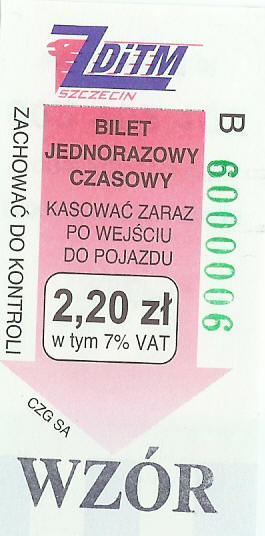 ZDiTM
SZCZECIN
BILET
JEDNORAZOWY
CZASOWY
KASOWAĆ ZARAZ
PO WEJŚCIU
DO POJAZDU
2,20 zł
w tym 7% VAT
ZACHOWAĆ DO KONTROLI
B 6000006
CZG SA
WZÓR